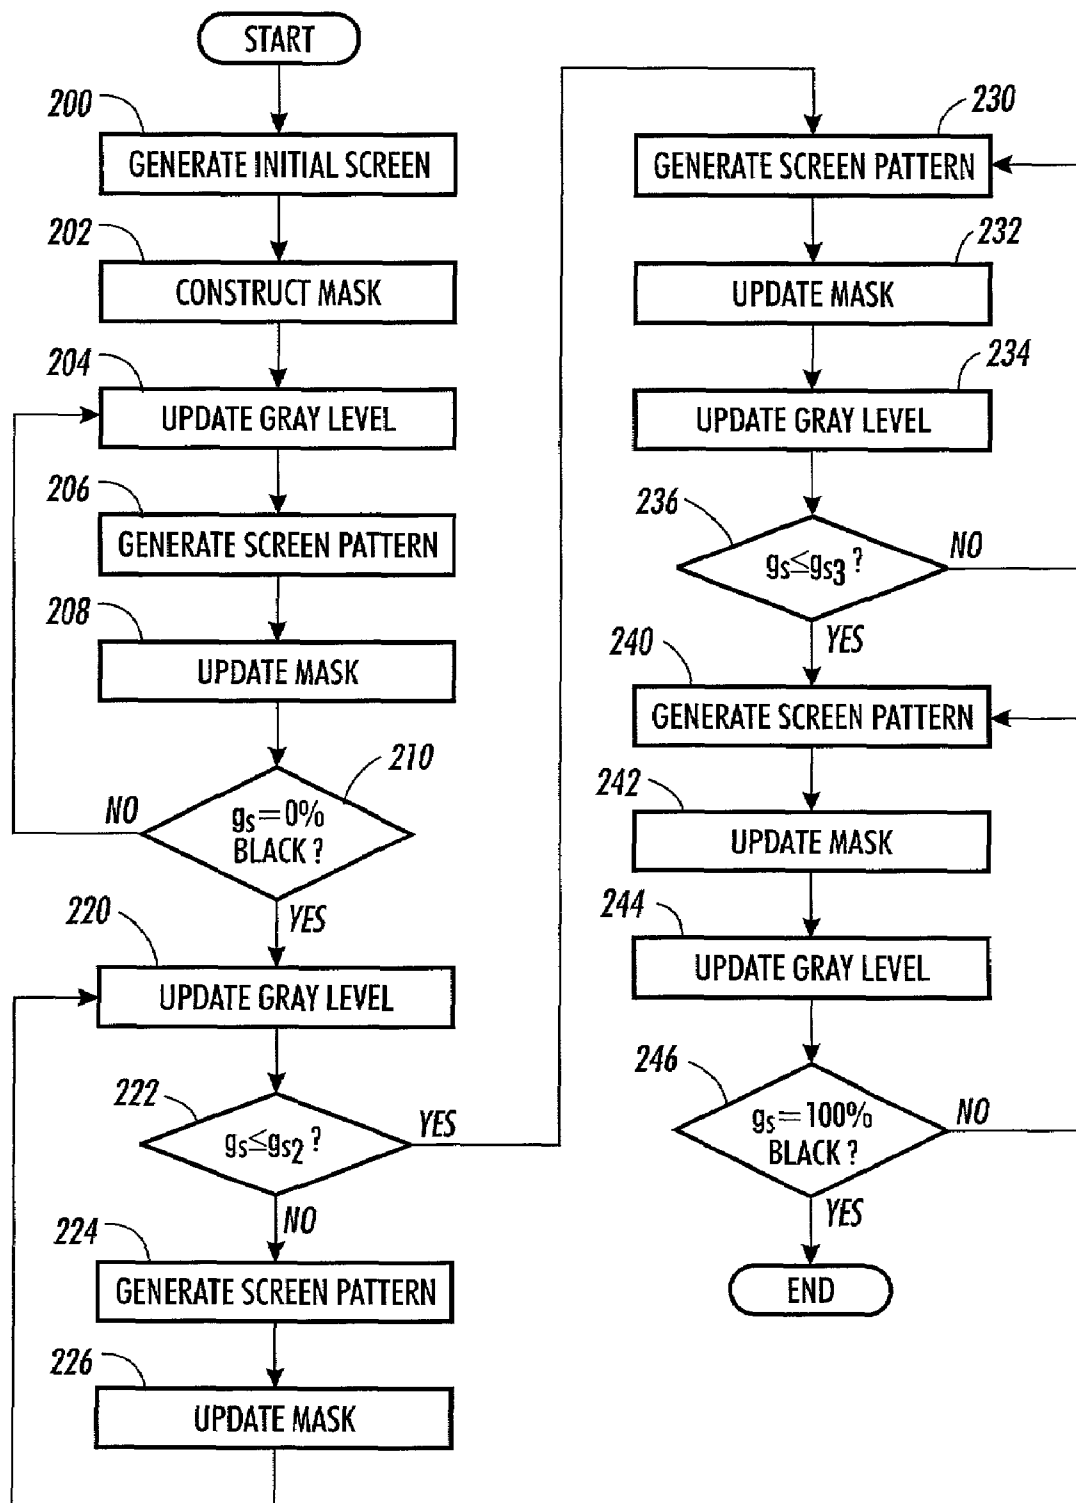 START
200
GENERATE INITIAL SCREEN
202
CONSTRUCT MASK
204
UPDATE GRAY LEVEL
206
GENERATE SCREEN PATTERN
208
UPDATE MASK
210
gs=0%
BLACK?
NO
YES
220
UPDATE GRAY LEVEL
222
gs≤gs2?
YES
NO
224
GENERATE SCREEN PATTERN
226
UPDATE MASK
230
GENERATE SCREEN PATTERN
232
UPDATE MASK
234
UPDATE GRAY LEVEL
236
gs≤gs3?
NO
YES
240
GENERATE SCREEN PATTERN
242
UPDATE MASK
244
UPDATE GRAY LEVEL
246
gs=100%
BLACK?
NO
YES
END